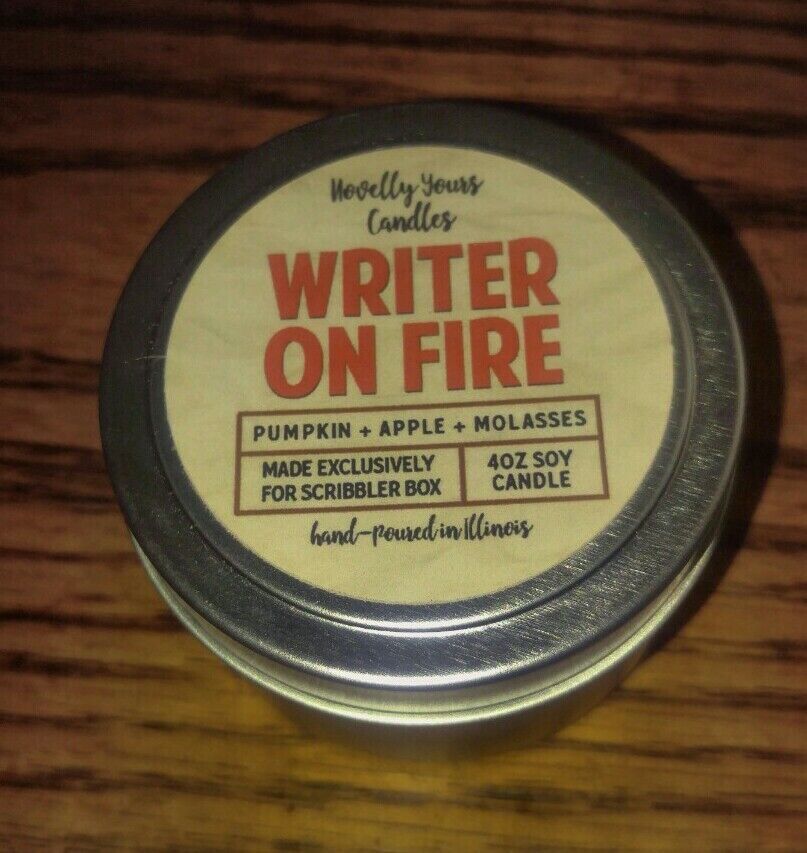 Novelly Yours
Candles
WRITER
ON FIRE
PUMPKIN + APPLE + MOLASSES
MADE EXCLUSIVELY
FOR SCRIBBLER BOX
4OZ SOY
CANDLE
hand-poured in Illinois